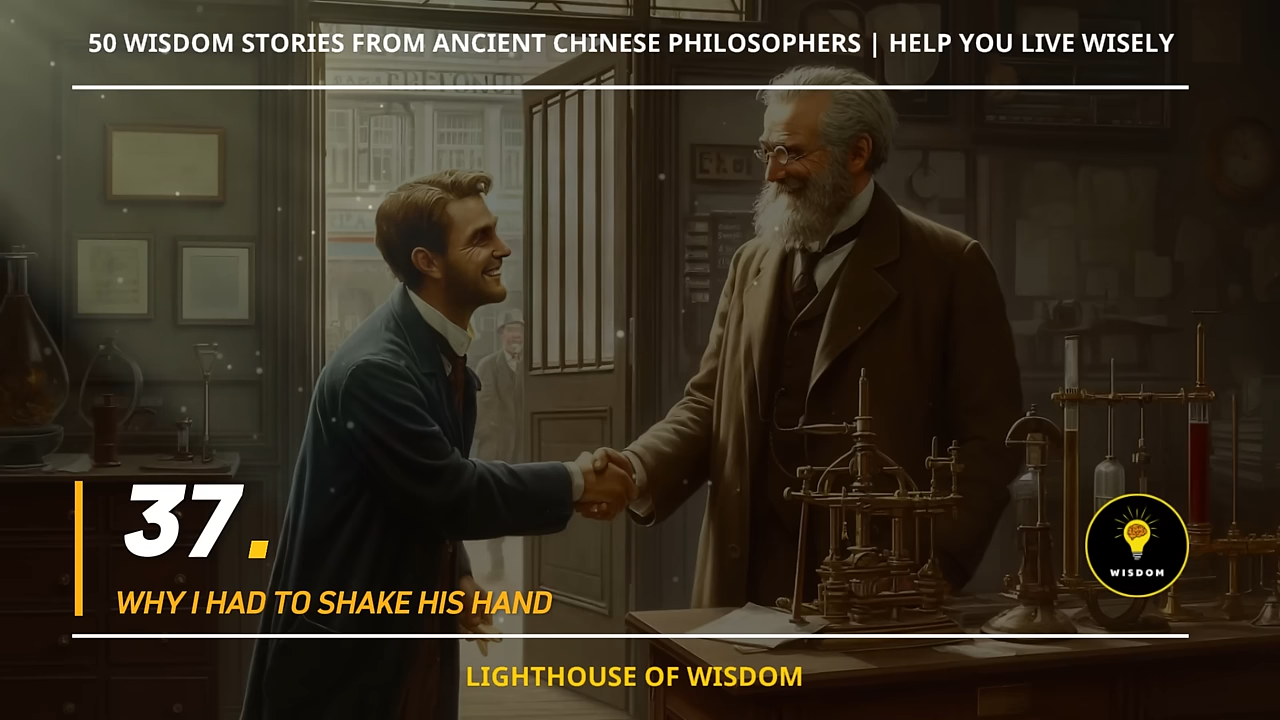 50 WISDOM STORIES FROM ANCIENT CHINESE PHILOSOPHERS | HELP YOU LIVE WISELY
37.
WHY I HAD TO SHAKE HIS HAND
WISDOM
LIGHTHOUSE OF WISDOM